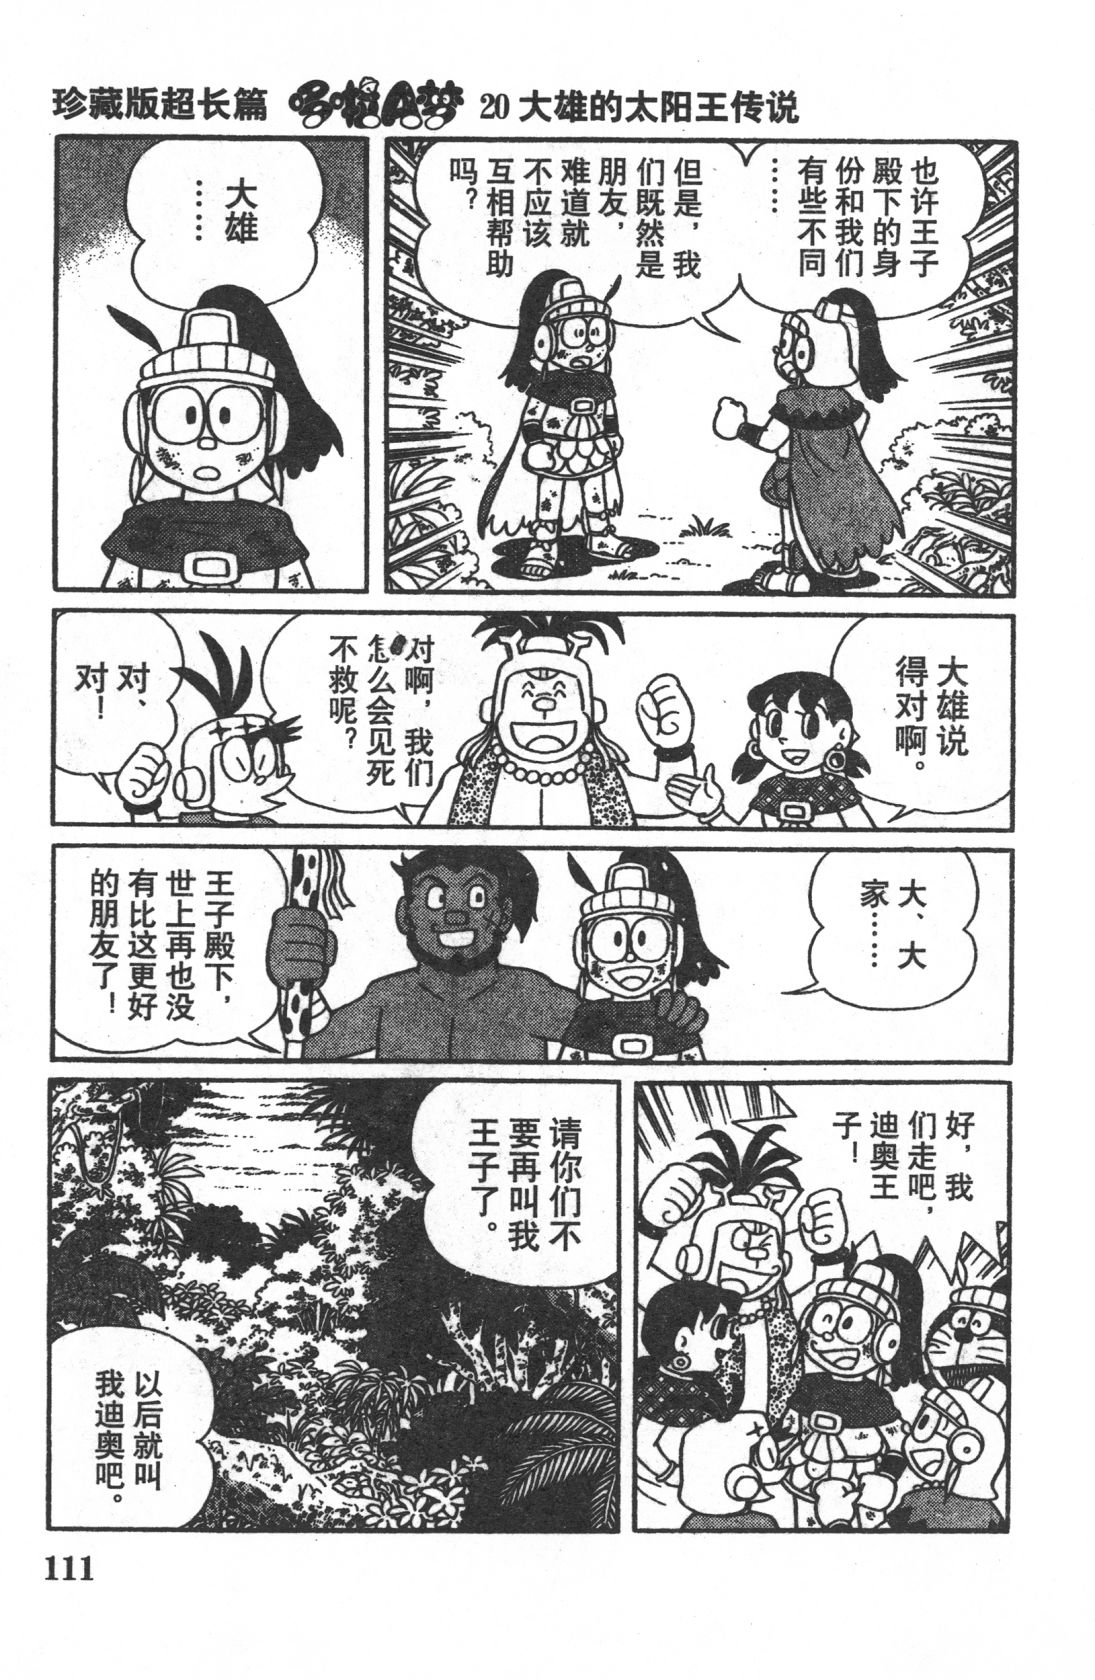 珍藏版超长篇 哆啦A梦 20 大雄的太阳王传说
也许王子
殿下的身
份和我们
有些不同
……
但是，我
们既然是
朋友，
难道就
不应该
互相帮助
吗？
大雄
……
大雄说
得对啊。
对啊，我们
怎么会见死
不救呢？
对、
对！
大、大
家……
王子殿下，
世上再也没
有比这更好
的朋友了！
好，我
们走吧，
迪奥王
子！
请你们不
要再叫我
王子了。
以后就叫
我迪奥吧。
111